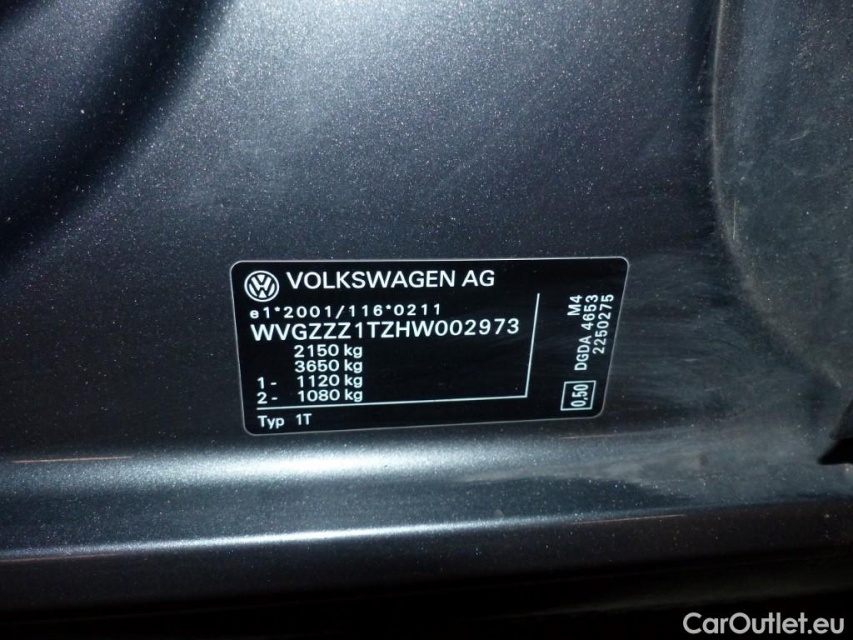 VOLKSWAGEN AG
e1*2001/116*0211
WVGZZZ1TZHW002973
2150 kg
3650 kg
1- 1120 kg
2- 1080 kg
Typ 1T
M4
DGDA 4653
2250275
0,50
CarOutlet.eu